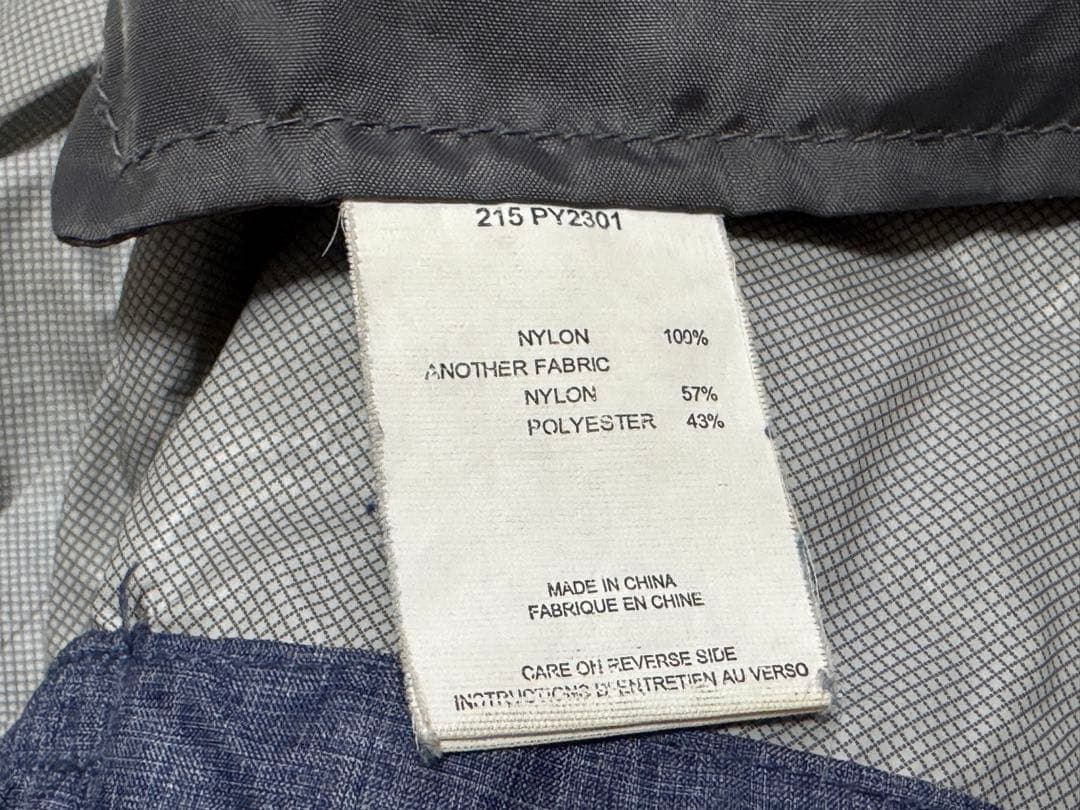 215 PY2301
NYLON 100%
ANOTHER FABRIC
NYLON 57%
POLYESTER 43%
MADE IN CHINA
FABRIQUE EN CHINE
CARE ON REVERSE SIDE
INSTRUCTIONS D'ENTRETIEN AU VERSO